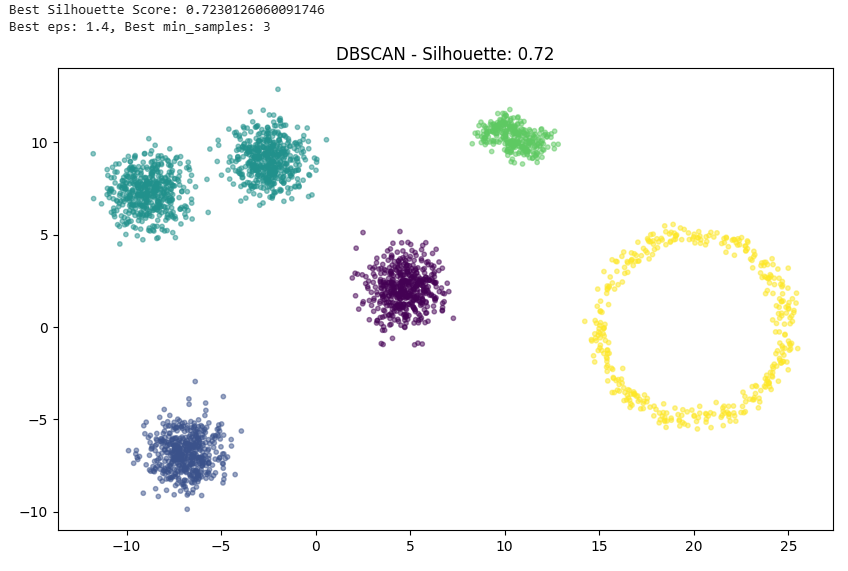 Best Silhouette Score: 0.7230126060091746
Best eps: 1.4, Best min_samples: 3
DBSCAN - Silhouette: 0.72
10
5
0
−5
−10
−10 −5 0 5 10 15 20 25